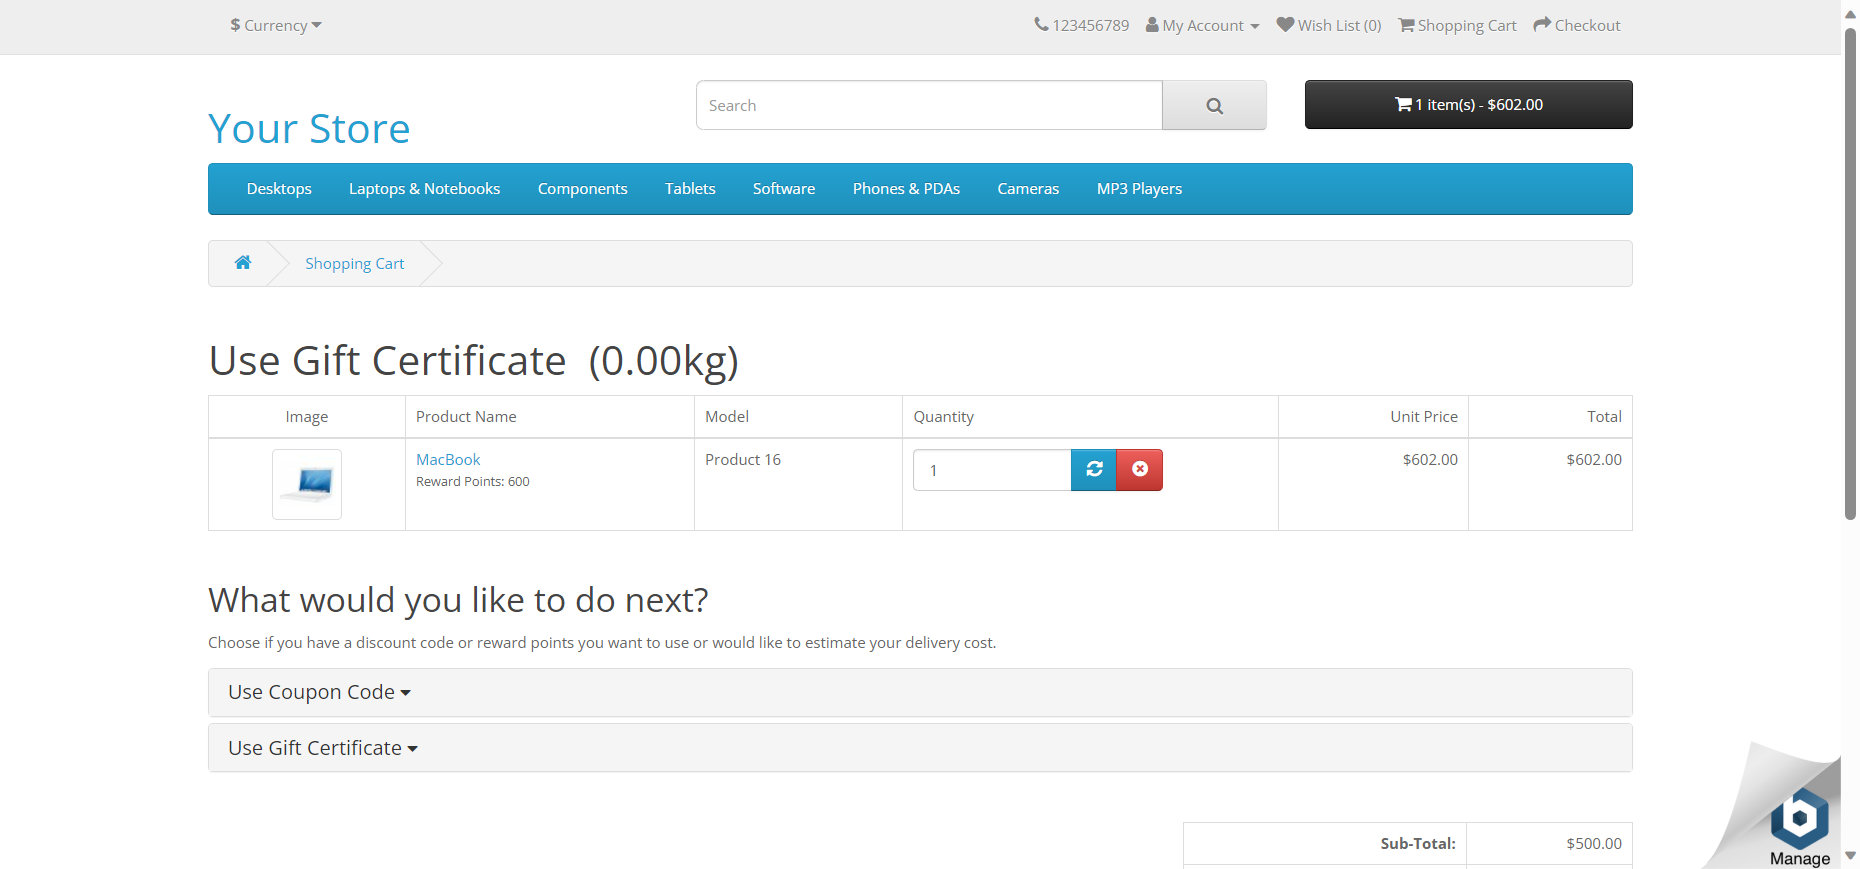 $ Currency
123456789 My Account Wish List (0) Shopping Cart Checkout
Your Store
Search
1 item(s) - $602.00
Desktops Laptops & Notebooks Components Tablets Software Phones & PDAs Cameras MP3 Players
Shopping Cart
Use Gift Certificate (0.00kg)
Image Product Name Model Quantity Unit Price Total
MacBook Product 16 1 $602.00 $602.00
Reward Points: 600
What would you like to do next?
Choose if you have a discount code or reward points you want to use or would like to estimate your delivery cost.
Use Coupon Code
Use Gift Certificate
Sub-Total: $500.00
Manage